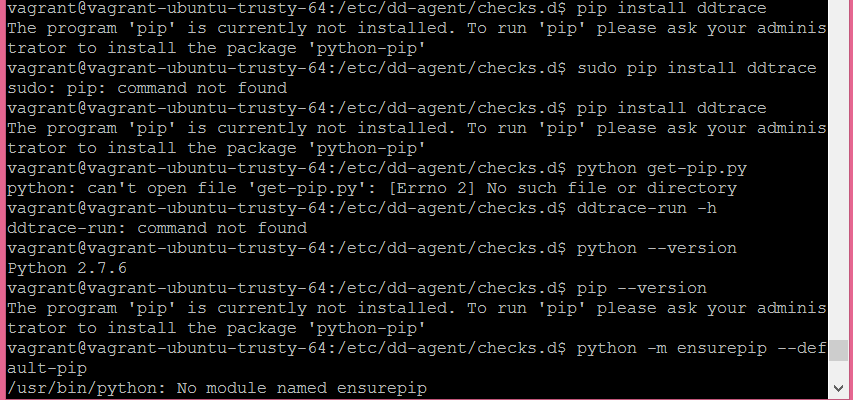 vagrant@vagrant-ubuntu-trusty-64:/etc/dd-agent/checks.d$ pip install ddtrace
The program 'pip' is currently not installed. To run 'pip' please ask your adminis
trator to install the package 'python-pip'
vagrant@vagrant-ubuntu-trusty-64:/etc/dd-agent/checks.d$ sudo pip install ddtrace
sudo: pip: command not found
vagrant@vagrant-ubuntu-trusty-64:/etc/dd-agent/checks.d$ pip install ddtrace
The program 'pip' is currently not installed. To run 'pip' please ask your adminis
trator to install the package 'python-pip'
vagrant@vagrant-ubuntu-trusty-64:/etc/dd-agent/checks.d$ python get-pip.py
python: can't open file 'get-pip.py': [Errno 2] No such file or directory
vagrant@vagrant-ubuntu-trusty-64:/etc/dd-agent/checks.d$ ddtrace-run -h
ddtrace-run: command not found
vagrant@vagrant-ubuntu-trusty-64:/etc/dd-agent/checks.d$ python --version
Python 2.7.6
vagrant@vagrant-ubuntu-trusty-64:/etc/dd-agent/checks.d$ pip --version
The program 'pip' is currently not installed. To run 'pip' please ask your adminis
trator to install the package 'python-pip'
vagrant@vagrant-ubuntu-trusty-64:/etc/dd-agent/checks.d$ python -m ensurepip --def
ault-pip
/usr/bin/python: No module named ensurepip